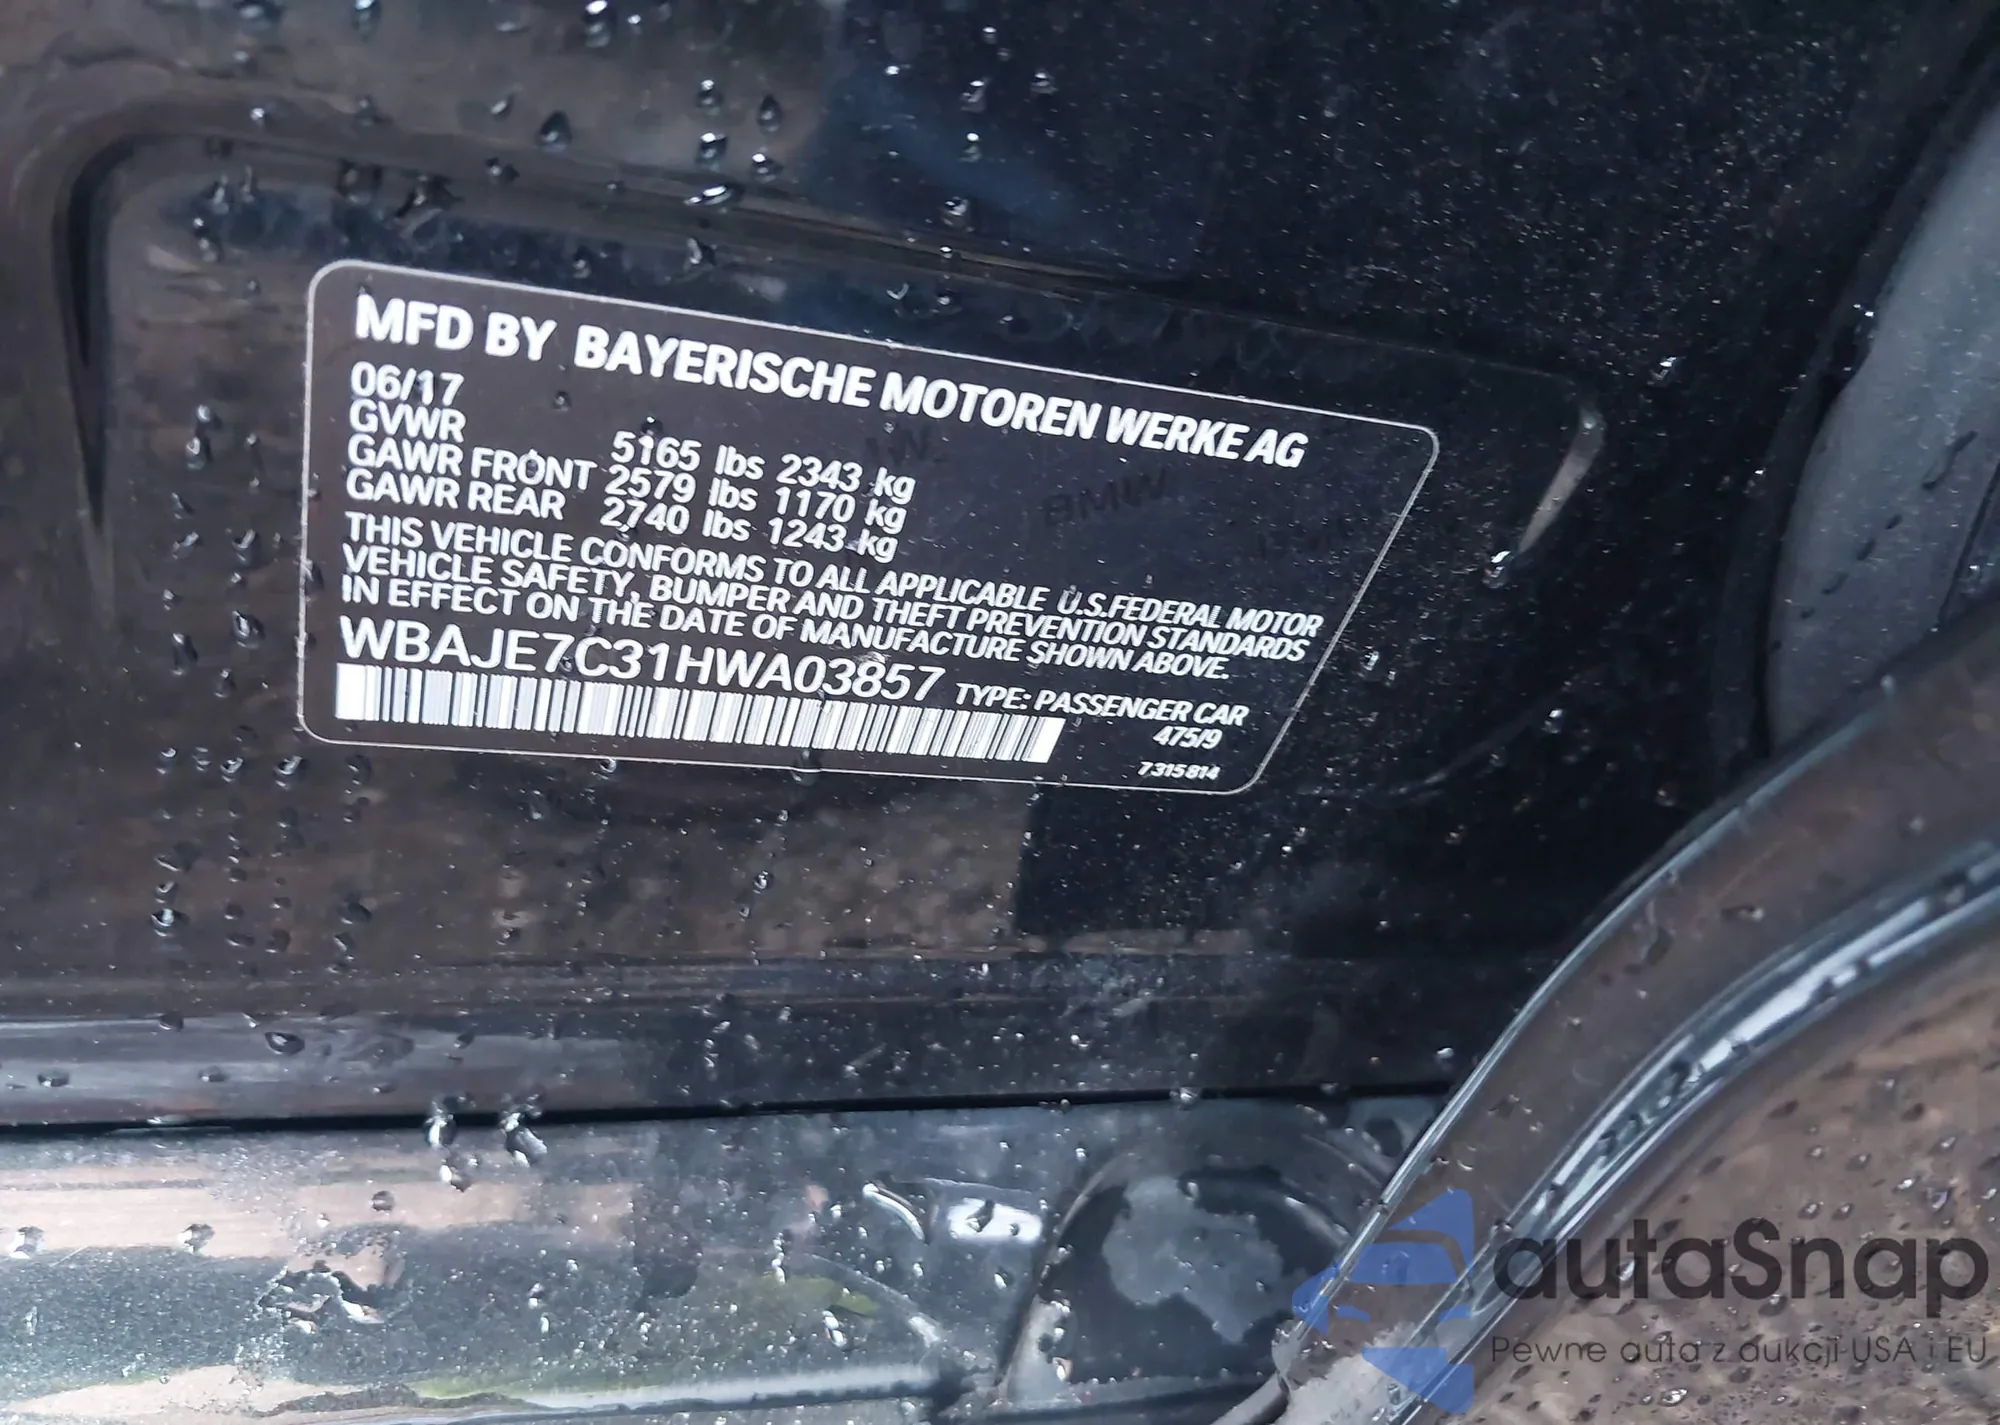 MFD BY BAYERISCHE MOTOREN WERKE AG
06/17
GVWR 5165 lbs 2343 kg
GAWR FRONT 2579 lbs 1170 kg
GAWR REAR 2740 lbs 1243 kg
THIS VEHICLE CONFORMS TO ALL APPLICABLE U.S.FEDERAL MOTOR
VEHICLE SAFETY, BUMPER AND THEFT PREVENTION STANDARDS
IN EFFECT ON THE DATE OF MANUFACTURE SHOWN ABOVE.
WBAJE7C31HWA03857 TYPE: PASSENGER CAR
475/9
7315814
BMW
autaSnap
Pewne auta z aukcji USA i EU